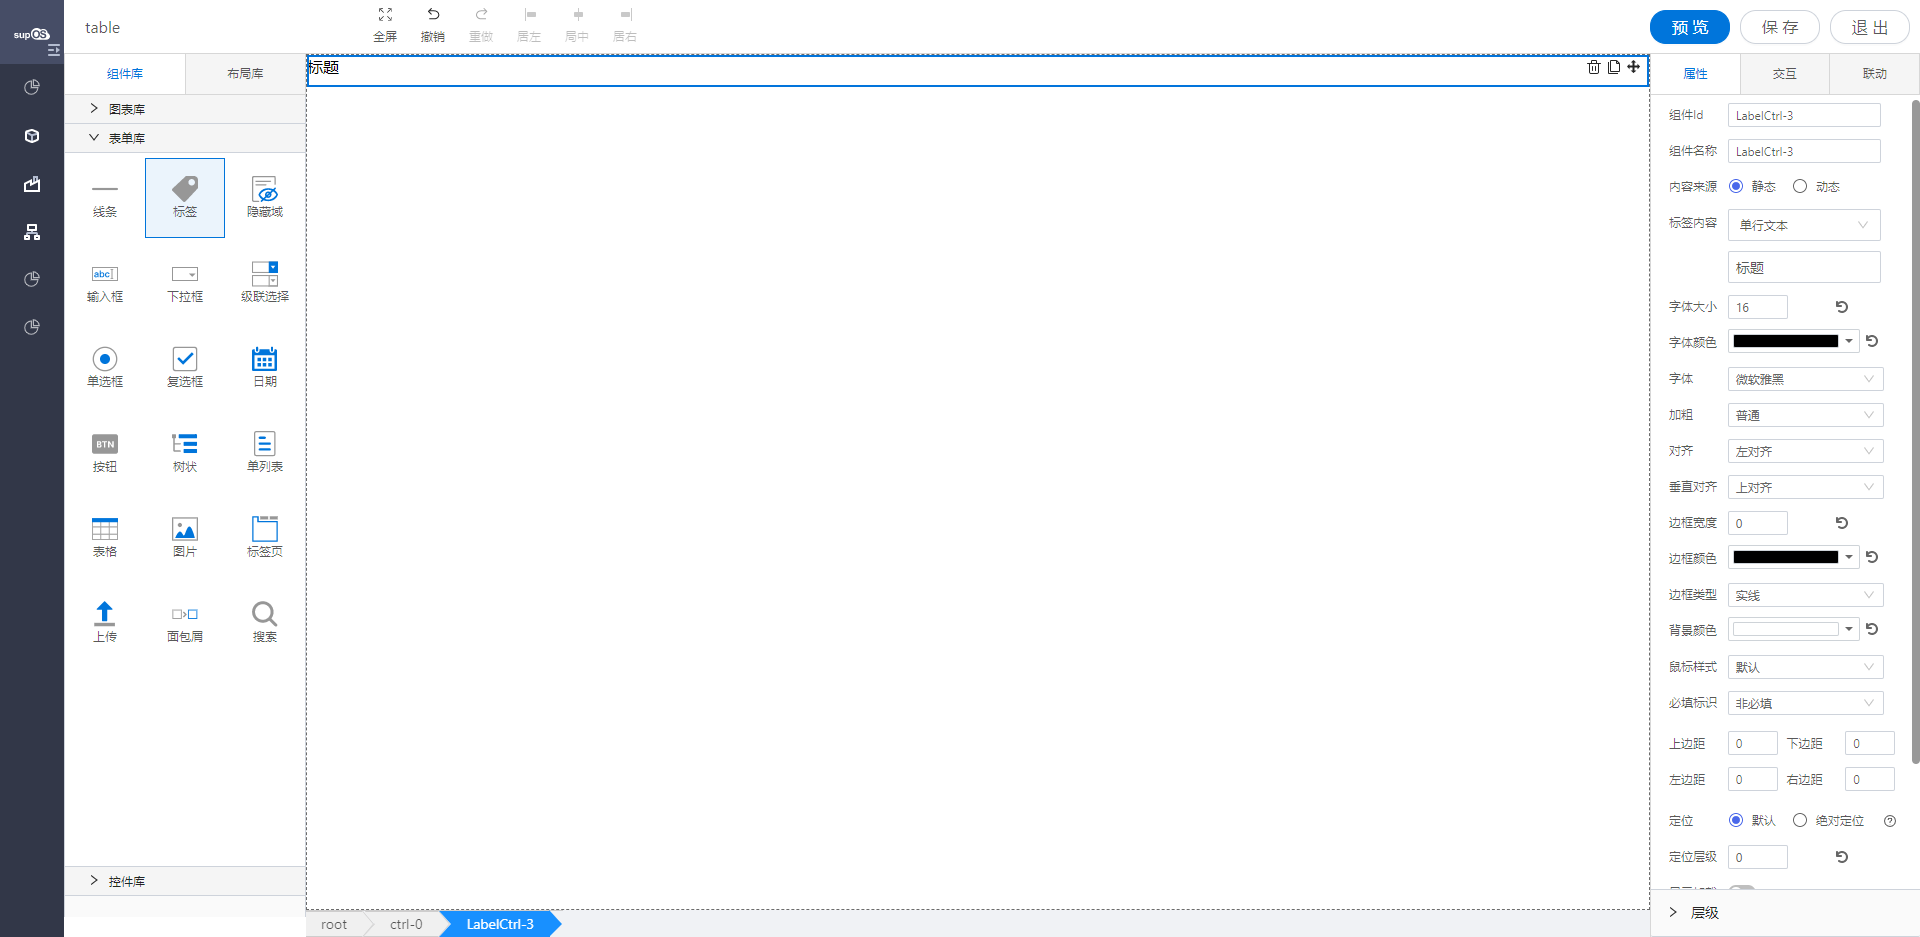 supOS
table
全屏
撤销
重做
居左
局中
居右
预 览
保 存
退 出
组件库
布局库
图表库
表单库
线条
标签
隐藏域
abc
输入框
下拉框
级联选择
单选框
复选框
日期
BTN
按钮
树状
单列表
表格
图片
标签页
上传
面包屑
搜索
控件库
标题
root
ctrl-0
LabelCtrl-3
属性
交互
联动
组件Id
LabelCtrl-3
组件名称
LabelCtrl-3
内容来源
静态
动态
标签内容
单行文本
标题
字体大小
16
字体颜色
字体
微软雅黑
加粗
普通
对齐
左对齐
垂直对齐
上对齐
边框宽度
0
边框颜色
边框类型
实线
背景颜色
鼠标样式
默认
必填标识
非必填
上边距
0
下边距
0
左边距
0
右边距
0
定位
默认
绝对定位
定位层级
0
层级